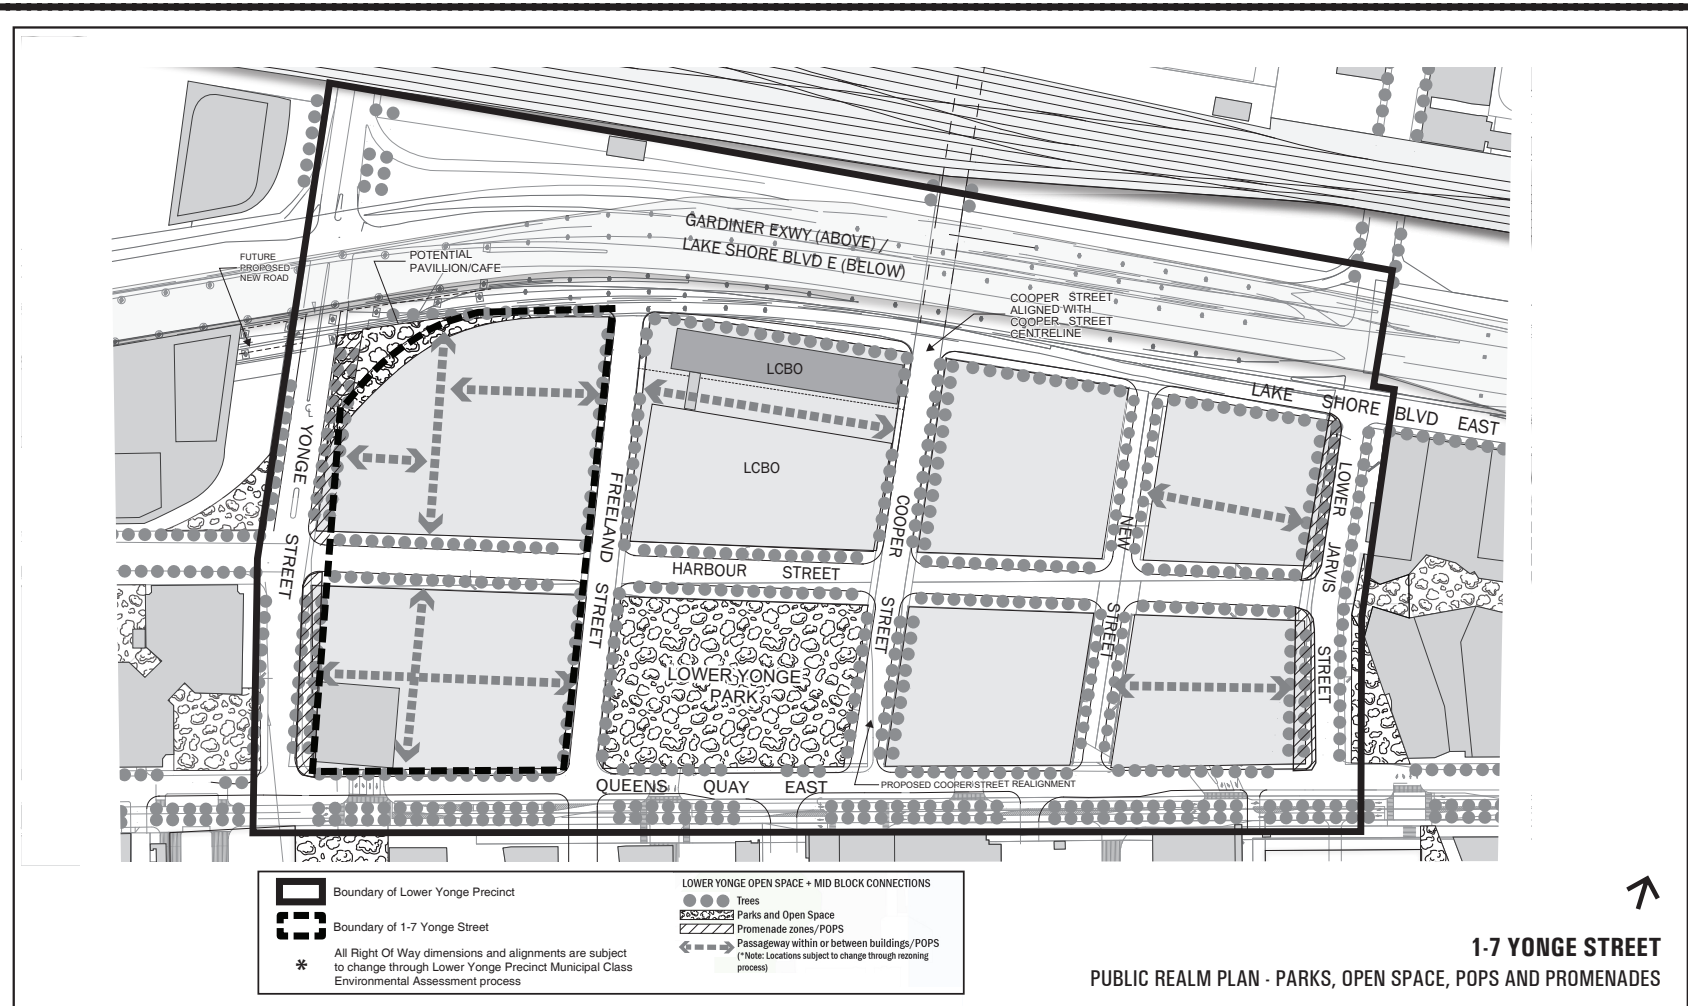 GARDINER EXWY (ABOVE) /
LAKE SHORE BLVD E (BELOW)
FUTURE
PROPOSED
NEW ROAD
POTENTIAL
PAVILLION/CAFE
COOPER STREET
ALIGNED WITH
COOPER STREET
CENTRELINE
LCBO
LCBO
LAKE SHORE BLVD EAST
YONGE STREET
FREELAND STREET
COOPER STREET
NEW STREET
LOWER JARVIS STREET
HARBOUR STREET
LOWER YONGE
PARK
QUEENS QUAY EAST
PROPOSED COOPER STREET REALIGNMENT
Boundary of Lower Yonge Precinct
Boundary of 1-7 Yonge Street
* All Right Of Way dimensions and alignments are subject
to change through Lower Yonge Precinct Municipal Class
Environmental Assessment process
LOWER YONGE OPEN SPACE + MID BLOCK CONNECTIONS
Trees
Parks and Open Space
Promenade zones/POPS
Passageway within or between buildings/POPS
(*Note: Locations subject to change through rezoning
process)
1-7 YONGE STREET
PUBLIC REALM PLAN - PARKS, OPEN SPACE, POPS AND PROMENADES